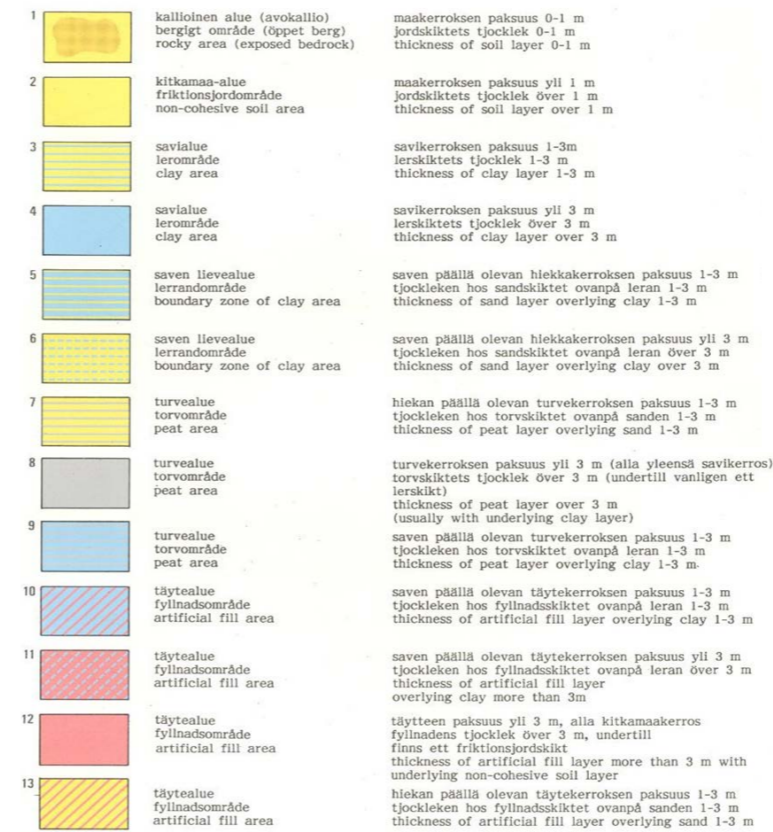 1 kallioinen alue (avokallio) maakerroksen paksuus 0-1 m
bergigt område (öppet berg) jordskiktets tjocklek 0-1 m
rocky area (exposed bedrock) thickness of soil layer 0-1 m
2 kitkamaa-alue maakerroksen paksuus yli 1 m
friktionsjordområde jordskiktets tjocklek över 1 m
non-cohesive soil area thickness of soil layer over 1 m
3 savialue savikerroksen paksuus 1-3m
lerområde lerskiktets tjocklek 1-3 m
clay area thickness of clay layer 1-3 m
4 savialue savikerroksen paksuus yli 3 m
lerområde lerskiktets tjocklek över 3 m
clay area thickness of clay layer over 3 m
5 saven lievealue saven päällä olevan hiekkakerroksen paksuus 1-3 m
lerrandområde tjockleken hos sandskiktet ovanpå leran 1-3 m
boundary zone of clay area thickness of sand layer overlying clay 1-3 m
6 saven lievealue saven päällä olevan hiekkakerroksen paksuus yli 3 m
lerrandområde tjockleken hos sandskiktet ovanpå leran över 3 m
boundary zone of clay area thickness of sand layer overlying clay over 3 m
7 turvealue hiekan päällä olevan turvekerroksen paksuus 1-3 m
torvområde tjockleken hos torvskiktet ovanpå sanden 1-3 m
peat area thickness of peat layer overlying sand 1-3 m
8 turvealue turvekerroksen paksuus yli 3 m (alla yleensä savikerros)
torvområde torvskiktets tjocklek över 3 m (undertill vanligen ett
peat area lerskikt)
thickness of peat layer over 3 m
(usually with underlying clay layer)
9 turvealue saven päällä olevan turvekerroksen paksuus 1-3 m
torvområde tjockleken hos torvskiktet ovanpå leran 1-3 m
peat area thickness of peat layer overlying clay 1-3 m.
10 täytealue saven päällä olevan täytekerroksen paksuus 1-3 m
fyllnadsområde tjockleken hos fyllnadsskiktet ovanpå leran 1-3 m
artificial fill area thickness of artificial fill layer overlying clay 1-3 m
11 täytealue saven päällä olevan täytekerroksen paksuus yli 3 m
fyllnadsområde tjockleken hos fyllnadsskiktet ovanpå leran över 3 m
artificial fill area thickness of artificial fill layer
overlying clay more than 3m
12 täytealue täytteen paksuus yli 3 m, alla kitkamaakerros
fyllnadsområde fyllnadens tjocklek över 3 m, undertill
artificial fill area finns ett friktionsjordskikt
thickness of artificial fill layer more than 3 m with
underlying non-cohesive soil layer
13 täytealue hiekan päällä olevan täytekerroksen paksuus 1-3 m
fyllnadsområde tjockleken hos fyllnadsskiktet ovanpå sanden 1-3 m
artificial fill area thickness of artificial fill layer overlying sand 1-3 m